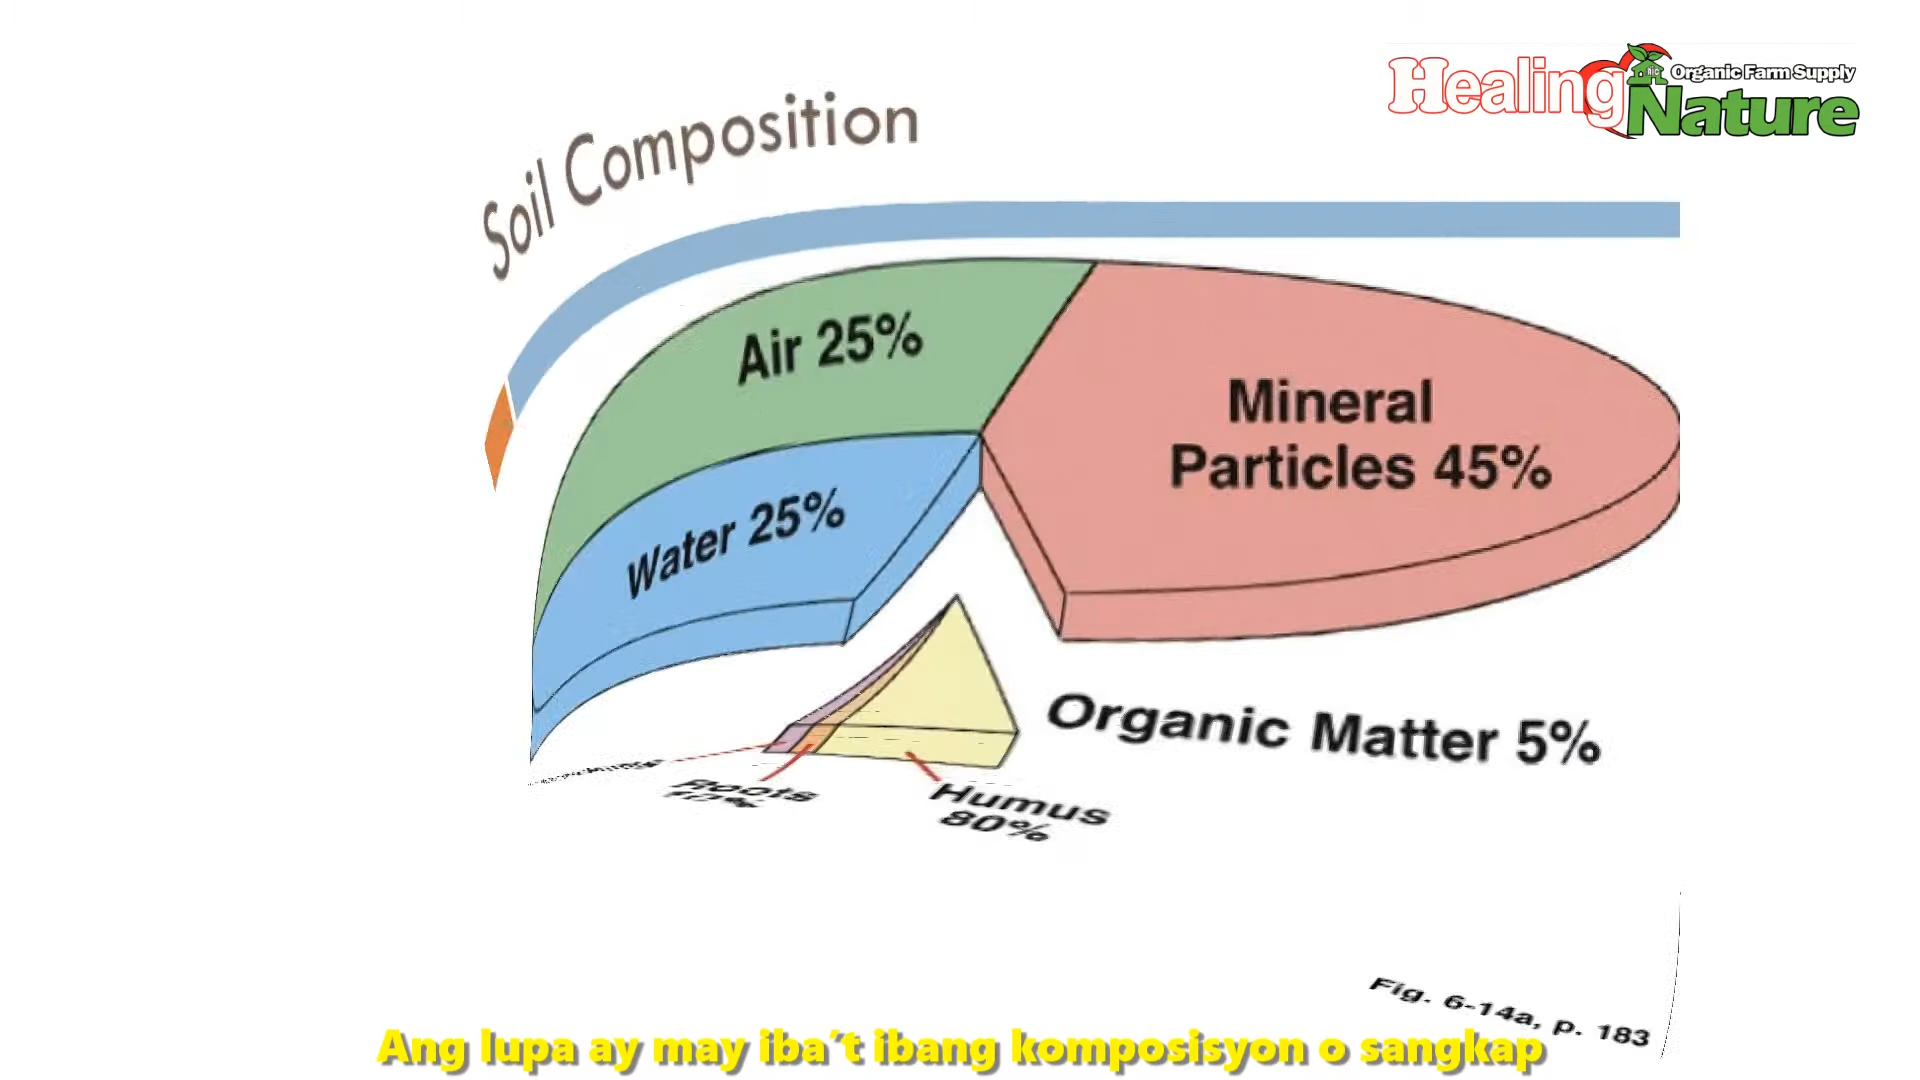 Healing
Organic Farm Supply
Nature
Soil Composition
Air 25%
Mineral
Particles 45%
Water 25%
Organic Matter 5%
Roots
10%
Humus
80%
Fig. 6-14a, p. 183
Ang lupa ay may iba't ibang komposisyon o sangkap